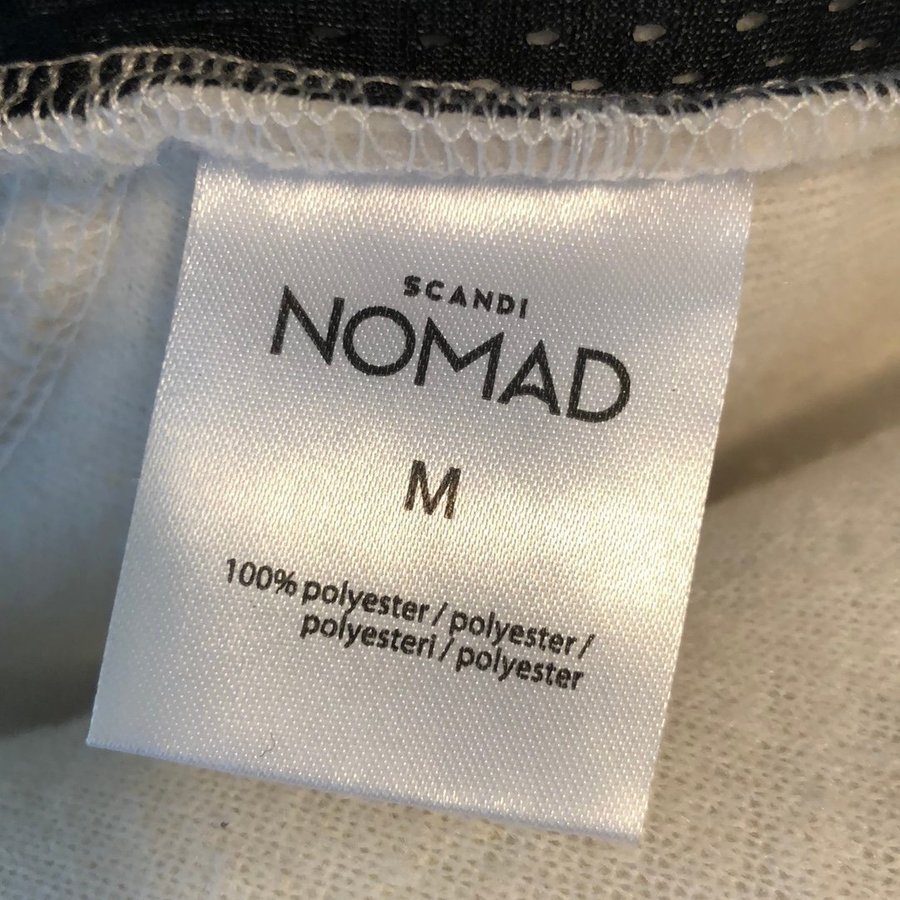 SCANDI
NOMAD
M
100% polyester / polyester /
polyesteri / polyester